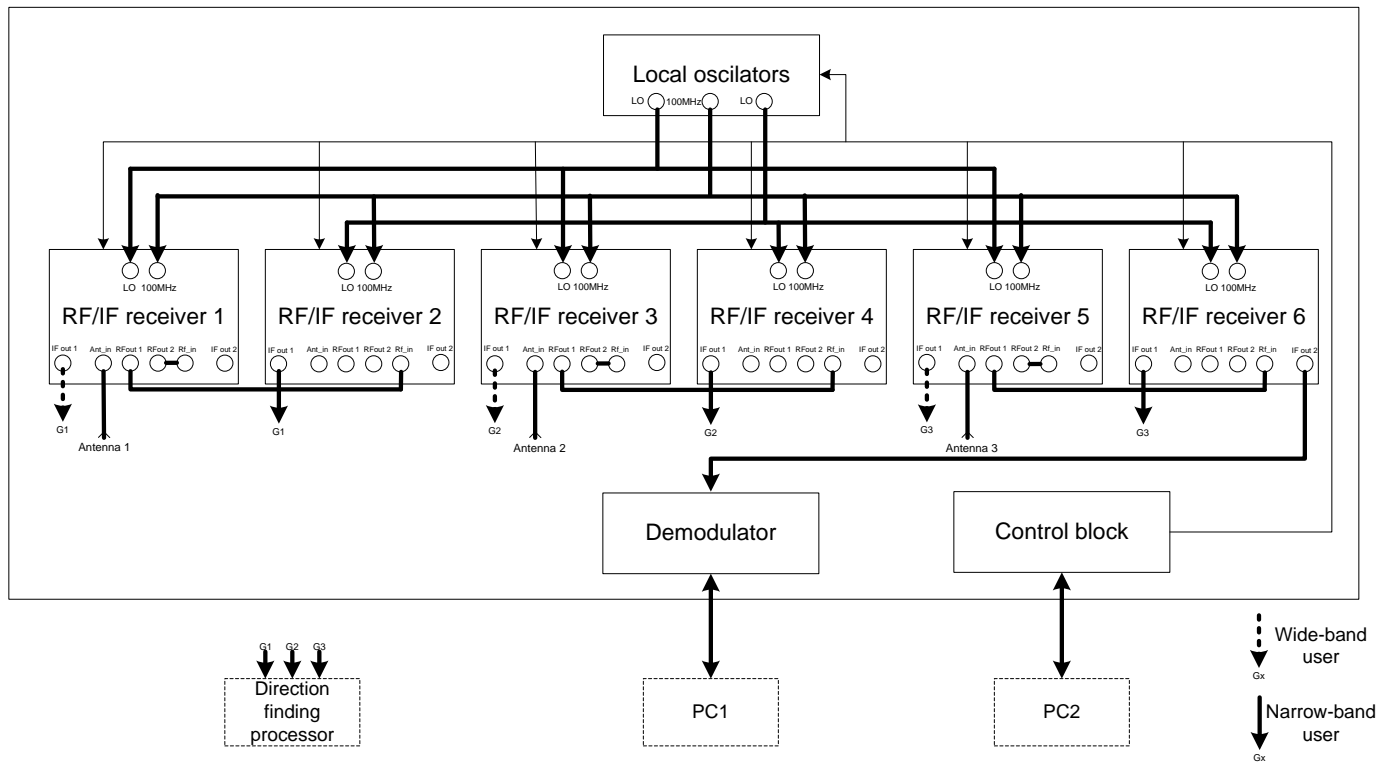 Local oscilators
LO 100MHz LO
LO 100MHz
LO 100MHz
LO 100MHz
LO 100MHz
LO 100MHz
LO 100MHz
RF/IF receiver 1
RF/IF receiver 2
RF/IF receiver 3
RF/IF receiver 4
RF/IF receiver 5
RF/IF receiver 6
IF out 1 Ant_in RFout 1 RFout 2 Rf_in IF out 2
IF out 1 Ant_in RFout 1 RFout 2 Rf_in IF out 2
IF out 1 Ant_in RFout 1 RFout 2 Rf_in IF out 2
IF out 1 Ant_in RFout 1 RFout 2 Rf_in IF out 2
IF out 1 Ant_in RFout 1 RFout 2 Rf_in IF out 2
IF out 1 Ant_in RFout 1 RFout 2 Rf_in IF out 2
G1
G1
G2
G2
G3
G3
Antenna 1
Antenna 2
Antenna 3
Demodulator
Control block
G1 G2 G3
Direction
finding
processor
PC1
PC2
Wide-band
user
Gx
Narrow-band
user
Gx